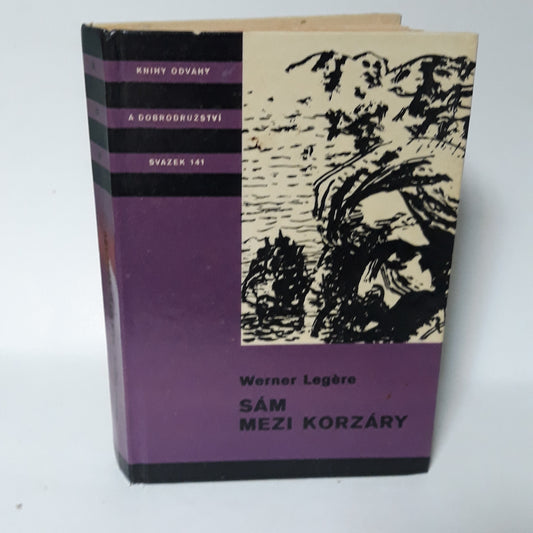 KNIHY ODVAHY
A DOBRODRUŽSTVÍ
SVAZEK 141
Werner Legère
SÁM
MEZI KORZÁRY